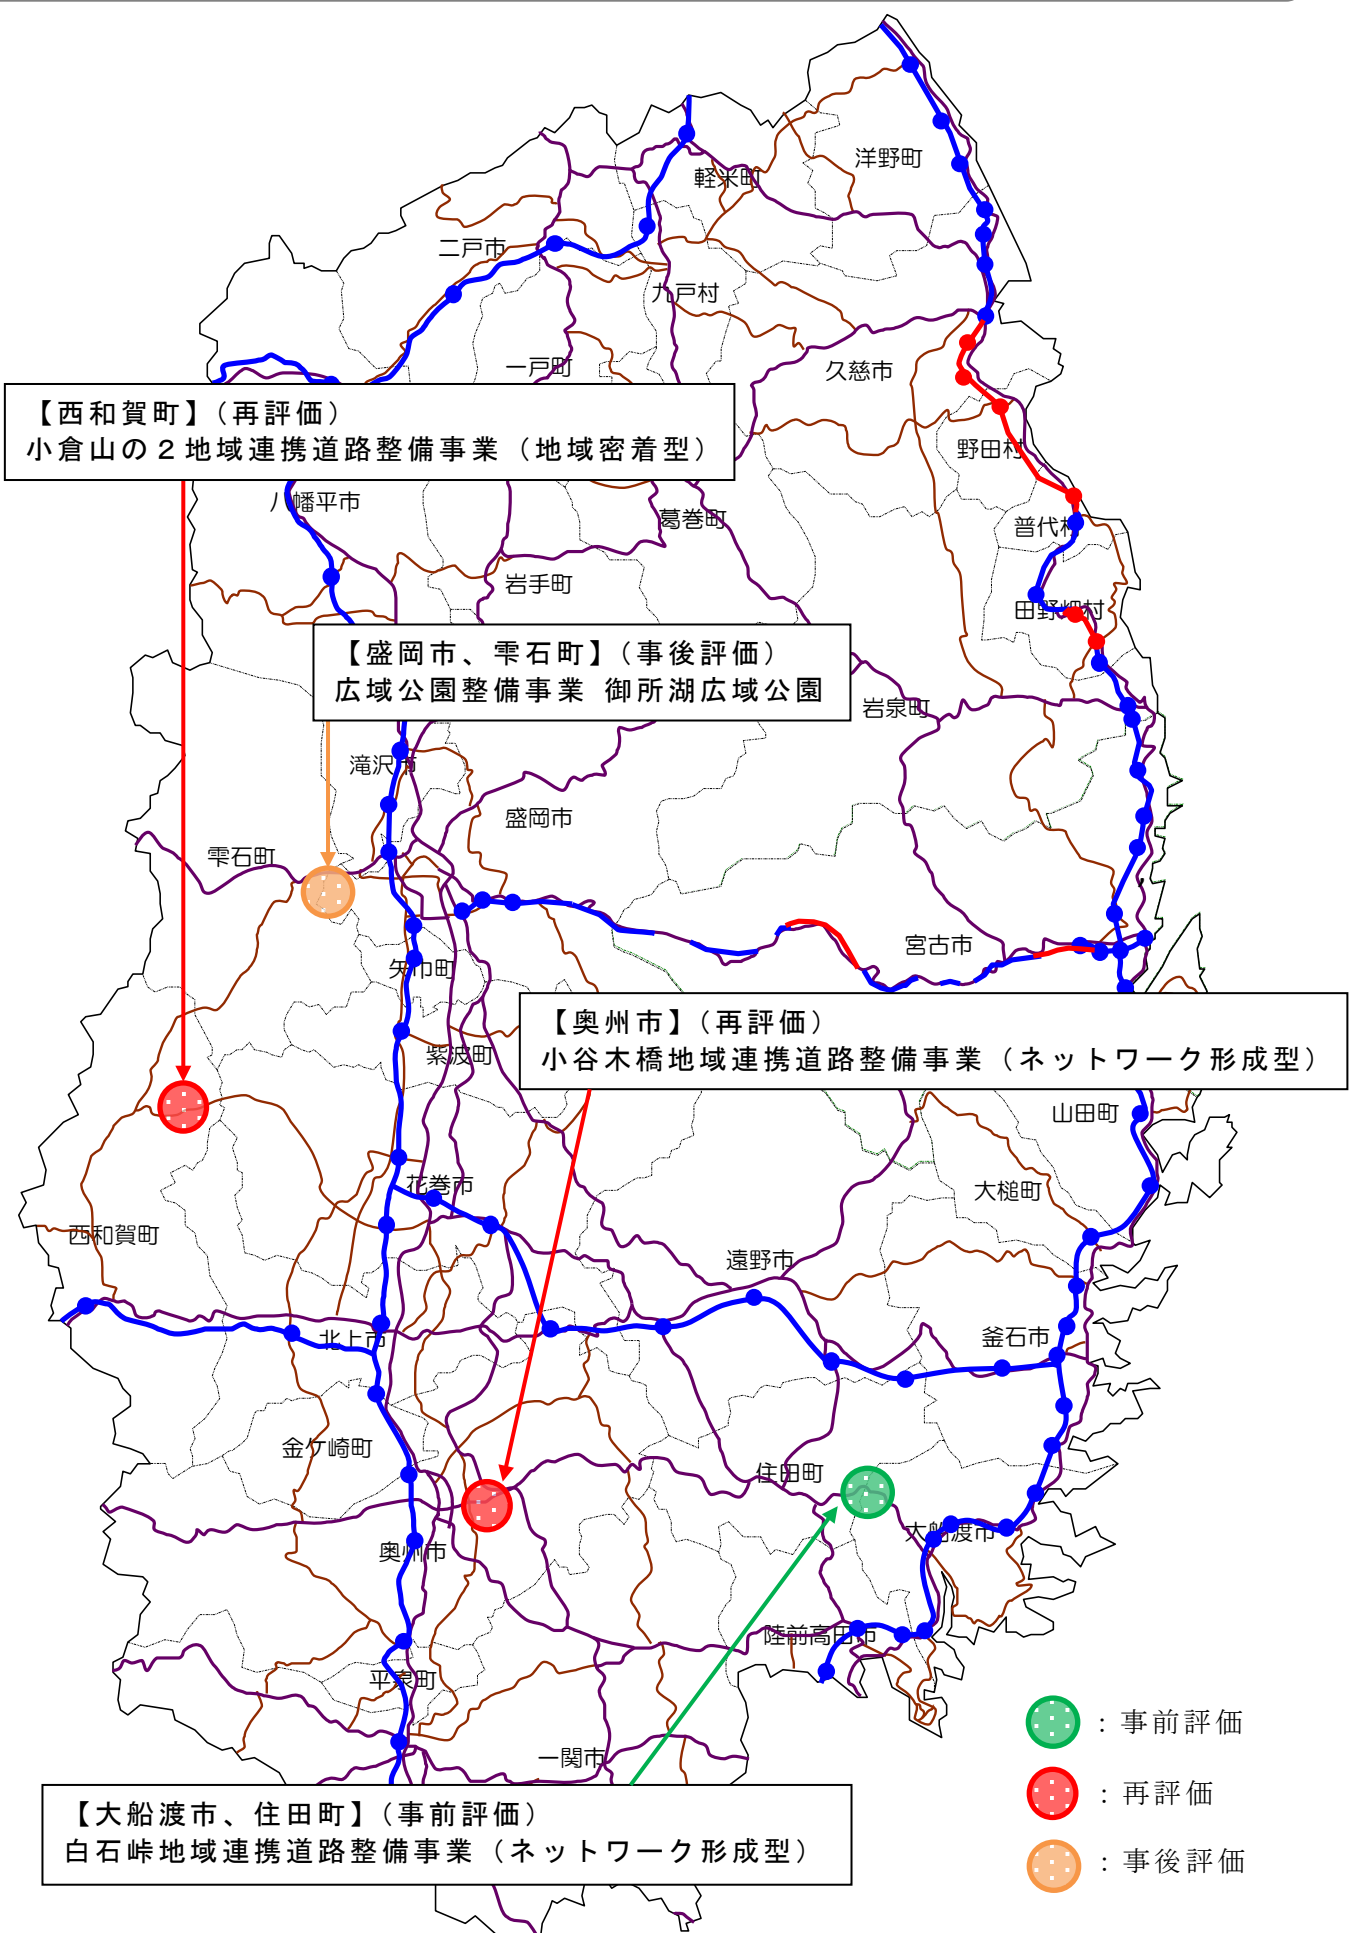 洋野町
軽米町
二戸市
九戸村
一戸町
久慈市
【西和賀町】（再評価）
小倉山の２地域連携道路整備事業（地域密着型）
野田村
八幡平市
葛巻町
普代村
岩手町
田野畑村
【盛岡市、雫石町】（事後評価）
広域公園整備事業 御所湖広域公園
岩泉町
滝沢市
盛岡市
雫石町
宮古市
矢巾町
【奥州市】（再評価）
小谷木橋地域連携道路整備事業（ネットワーク形成型）
紫波町
山田町
花巻市
大槌町
西和賀町
遠野市
北上市
釜石市
金ケ崎町
住田町
大船渡市
奥州市
陸前高田市
平泉町
：事前評価
一関市
：再評価
【大船渡市、住田町】（事前評価）
白石峠地域連携道路整備事業（ネットワーク形成型）
：事後評価